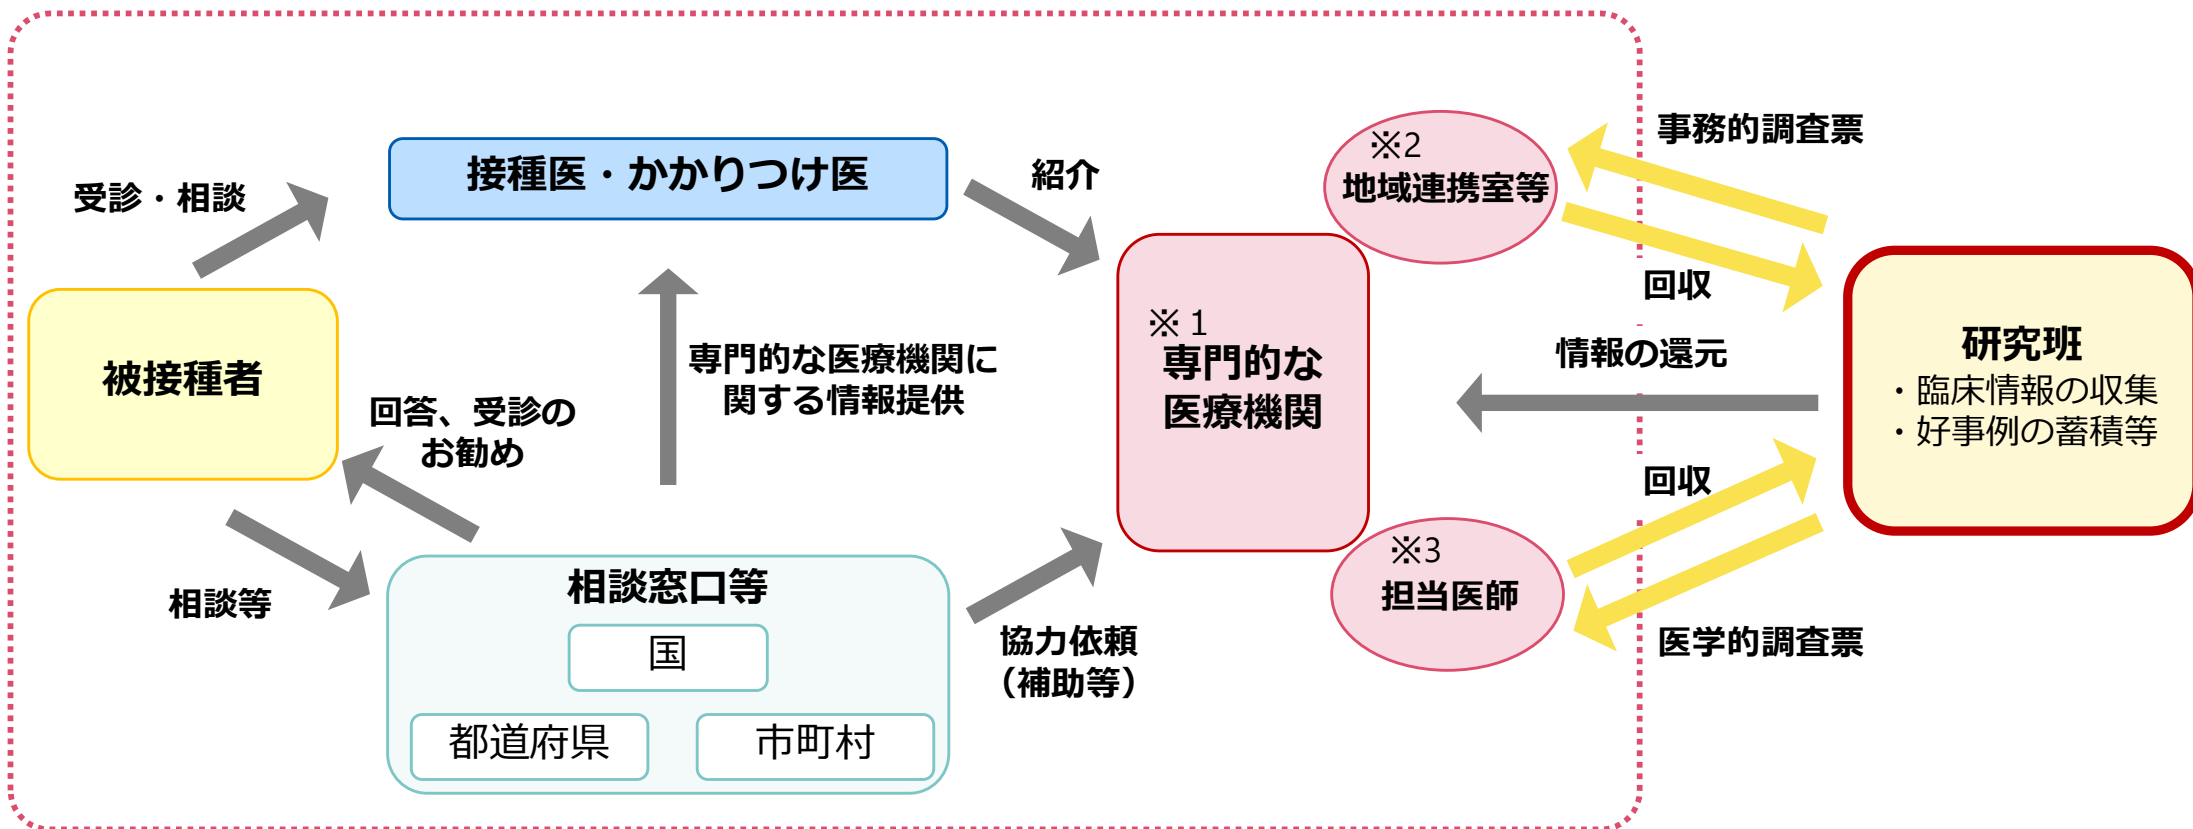 事務的調査票
※2
地域連携室等
接種医・かかりつけ医
紹介
受診・相談
回収
※１
専門的な
医療機関
情報の還元
研究班
・臨床情報の収集
・好事例の蓄積等
被接種者
専門的な医療機関に
関する情報提供
回答、受診の
お勧め
回収
※3
担当医師
相談等
相談窓口等
国
都道府県
市町村
協力依頼
（補助等）
医学的調査票